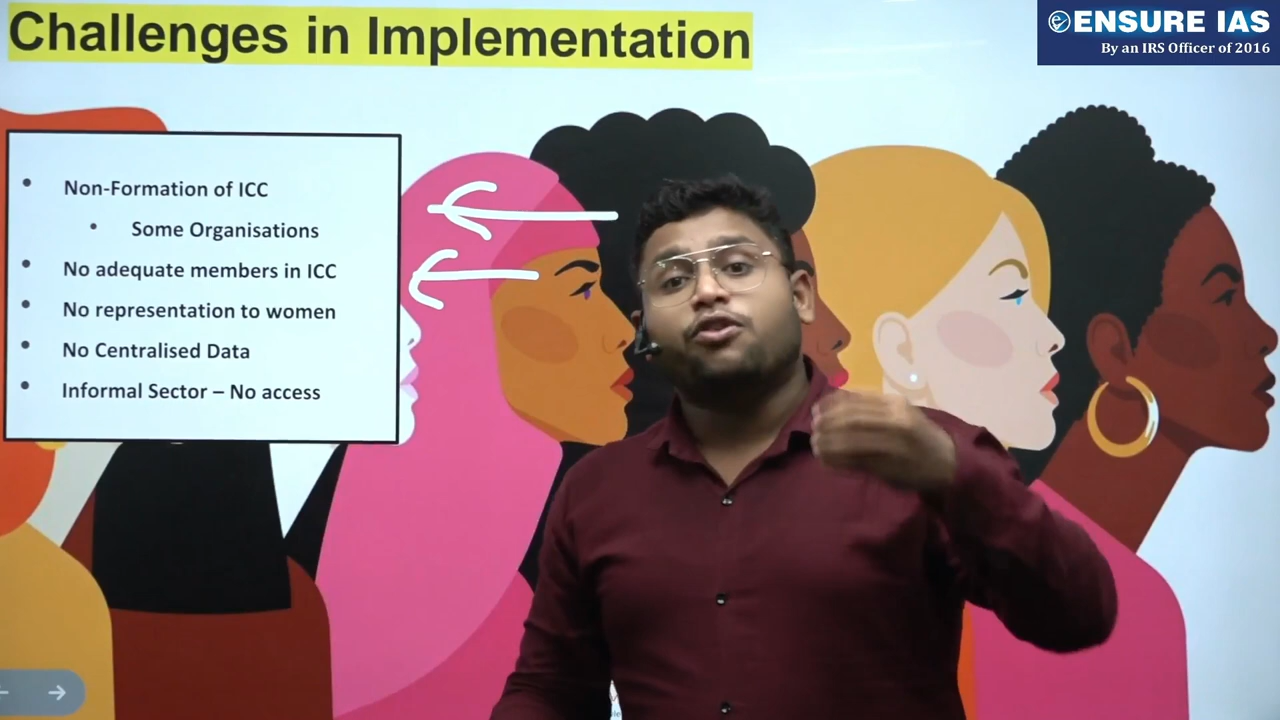 Challenges in Implementation
ENSURE IAS
By an IRS Officer of 2016
Non-Formation of ICC
Some Organisations
No adequate members in ICC
No representation to women
No Centralised Data
Informal Sector – No access